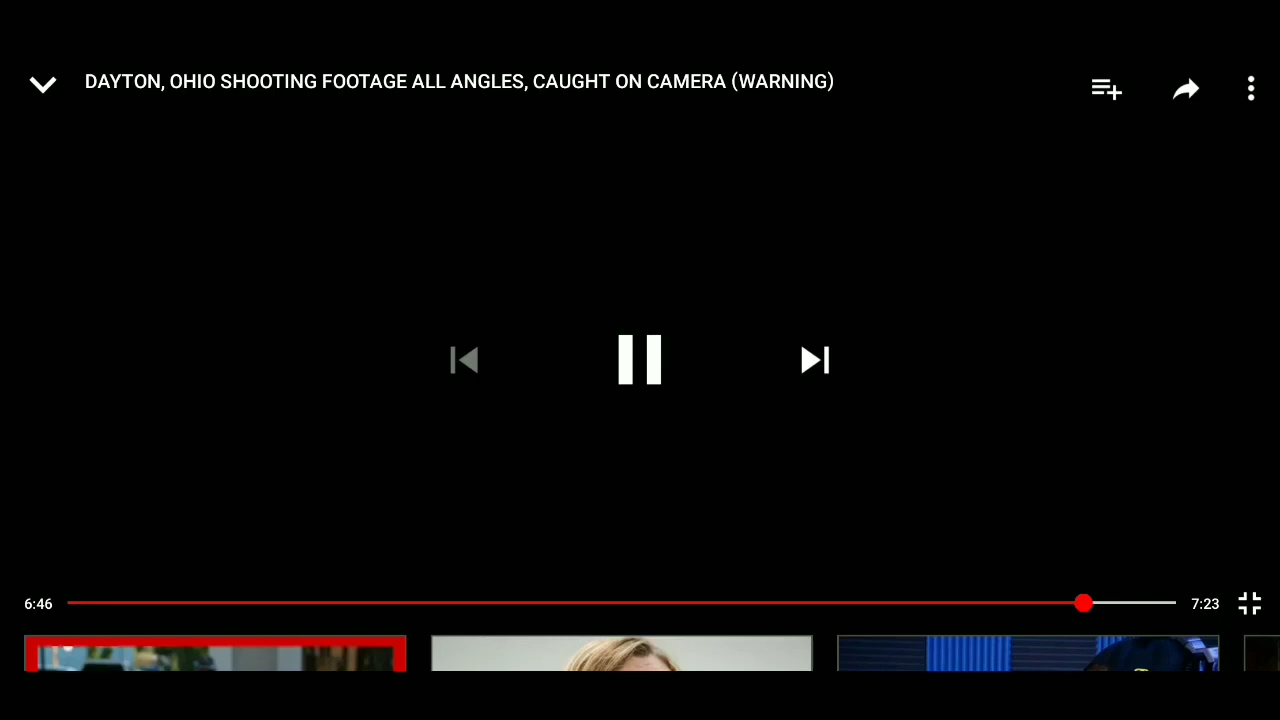 DAYTON, OHIO SHOOTING FOOTAGE ALL ANGLES, CAUGHT ON CAMERA (WARNING)
6:46
7:23